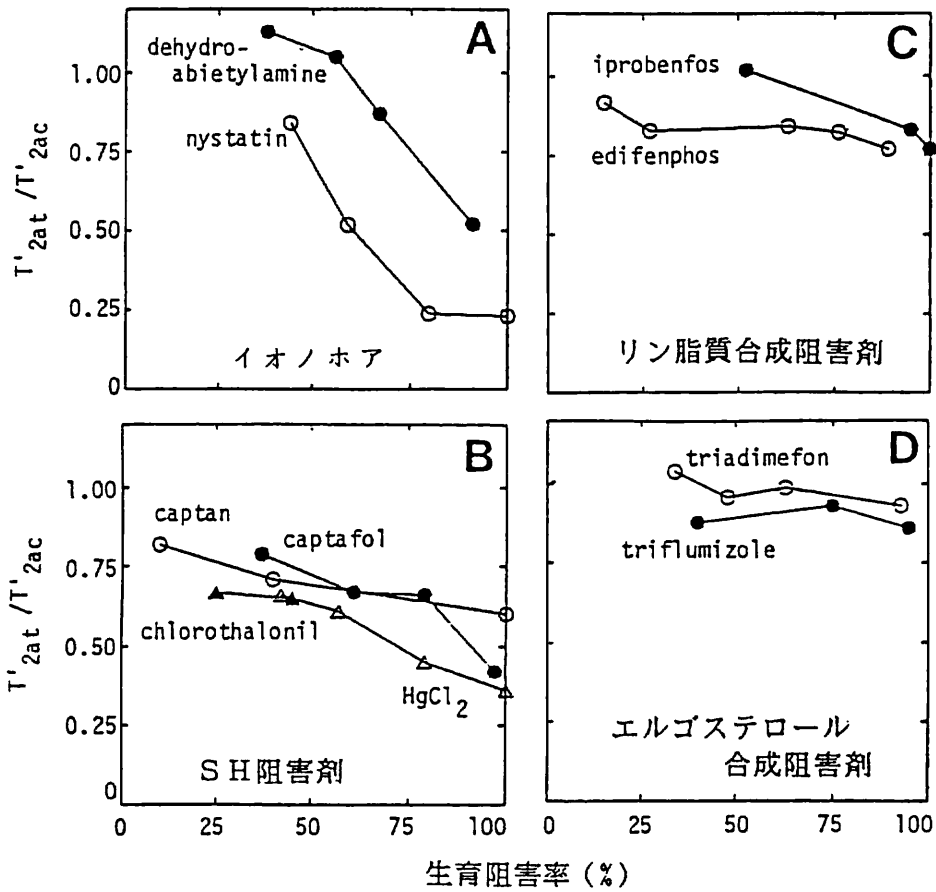 A
dehydro-
abietylamine
nystatin
イオノホア
1.00
0.75
0.50
0.25
0
T'2at/T'2ac
C
iprobenfos
edifenphos
リン脂質合成阻害剤
B
captan
captafol
chlorothalonil
HgCl2
SH阻害剤
1.00
0.75
0.50
0.25
0
T'2at/T'2ac
0 25 50 75 100
D
triadimefon
triflumizole
エルゴステロール
合成阻害剤
0 25 50 75 100
生育阻害率(%)